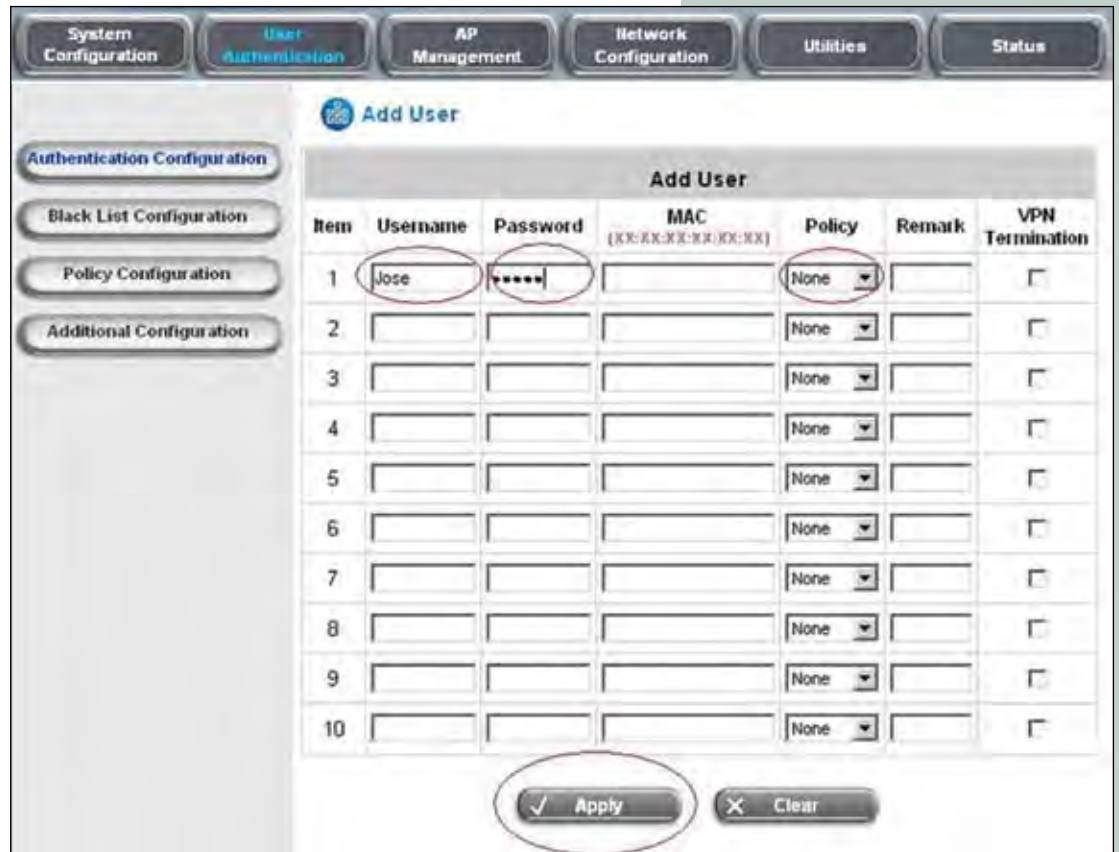 System Configuration
User Authentication
AP Management
Network Configuration
Utilities
Status
Add User
Authentication Configuration
Black List Configuration
Policy Configuration
Additional Configuration
Add User
Item Username Password MAC (XX:XX:XX:XX:XX:XX) Policy Remark VPN Termination
1 Jose ••••• None
2 None
3 None
4 None
5 None
6 None
7 None
8 None
9 None
10 None
Apply Clear